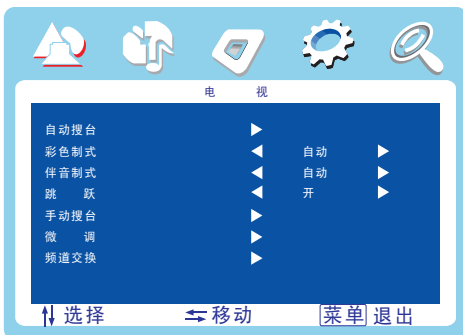 电 视
自动搜台
彩色制式 自动
伴音制式 自动
跳 跃 开
手动搜台
微 调
频道交换
选择 移动 菜单 退出